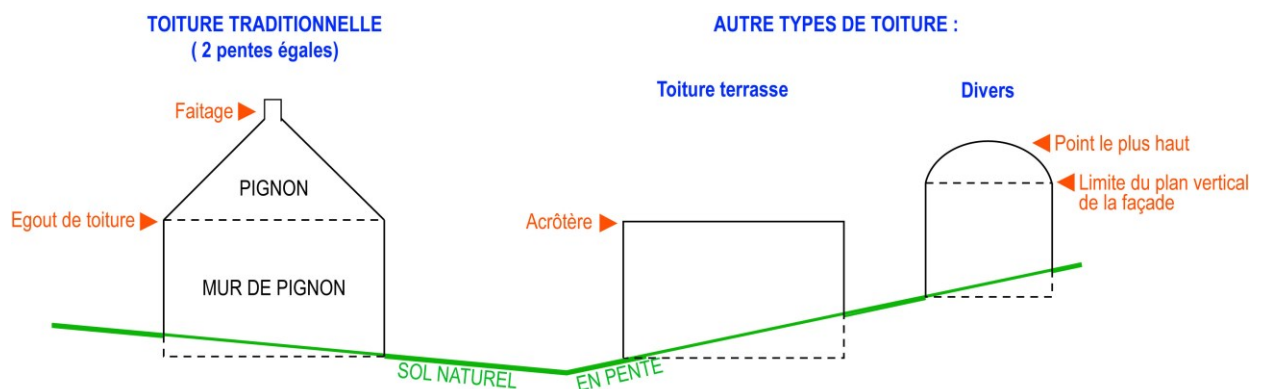 TOITURE TRADITIONNELLE
( 2 pentes égales)
AUTRE TYPES DE TOITURE :
Toiture terrasse
Divers
Faitage
Point le plus haut
PIGNON
Limite du plan vertical
de la façade
Egout de toiture
Acrôtère
MUR DE PIGNON
SOL NATUREL
EN PENTE